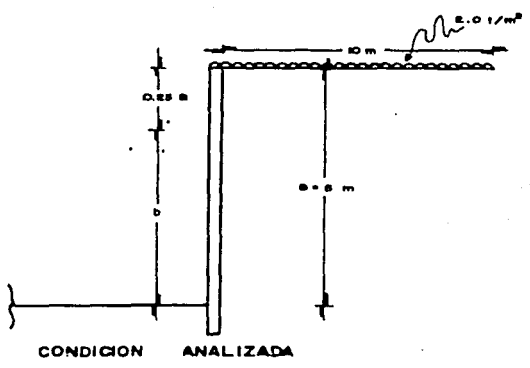 2.0 t/m²
10 m
0.25 a
a = 5 m
CONDICION ANALIZADA